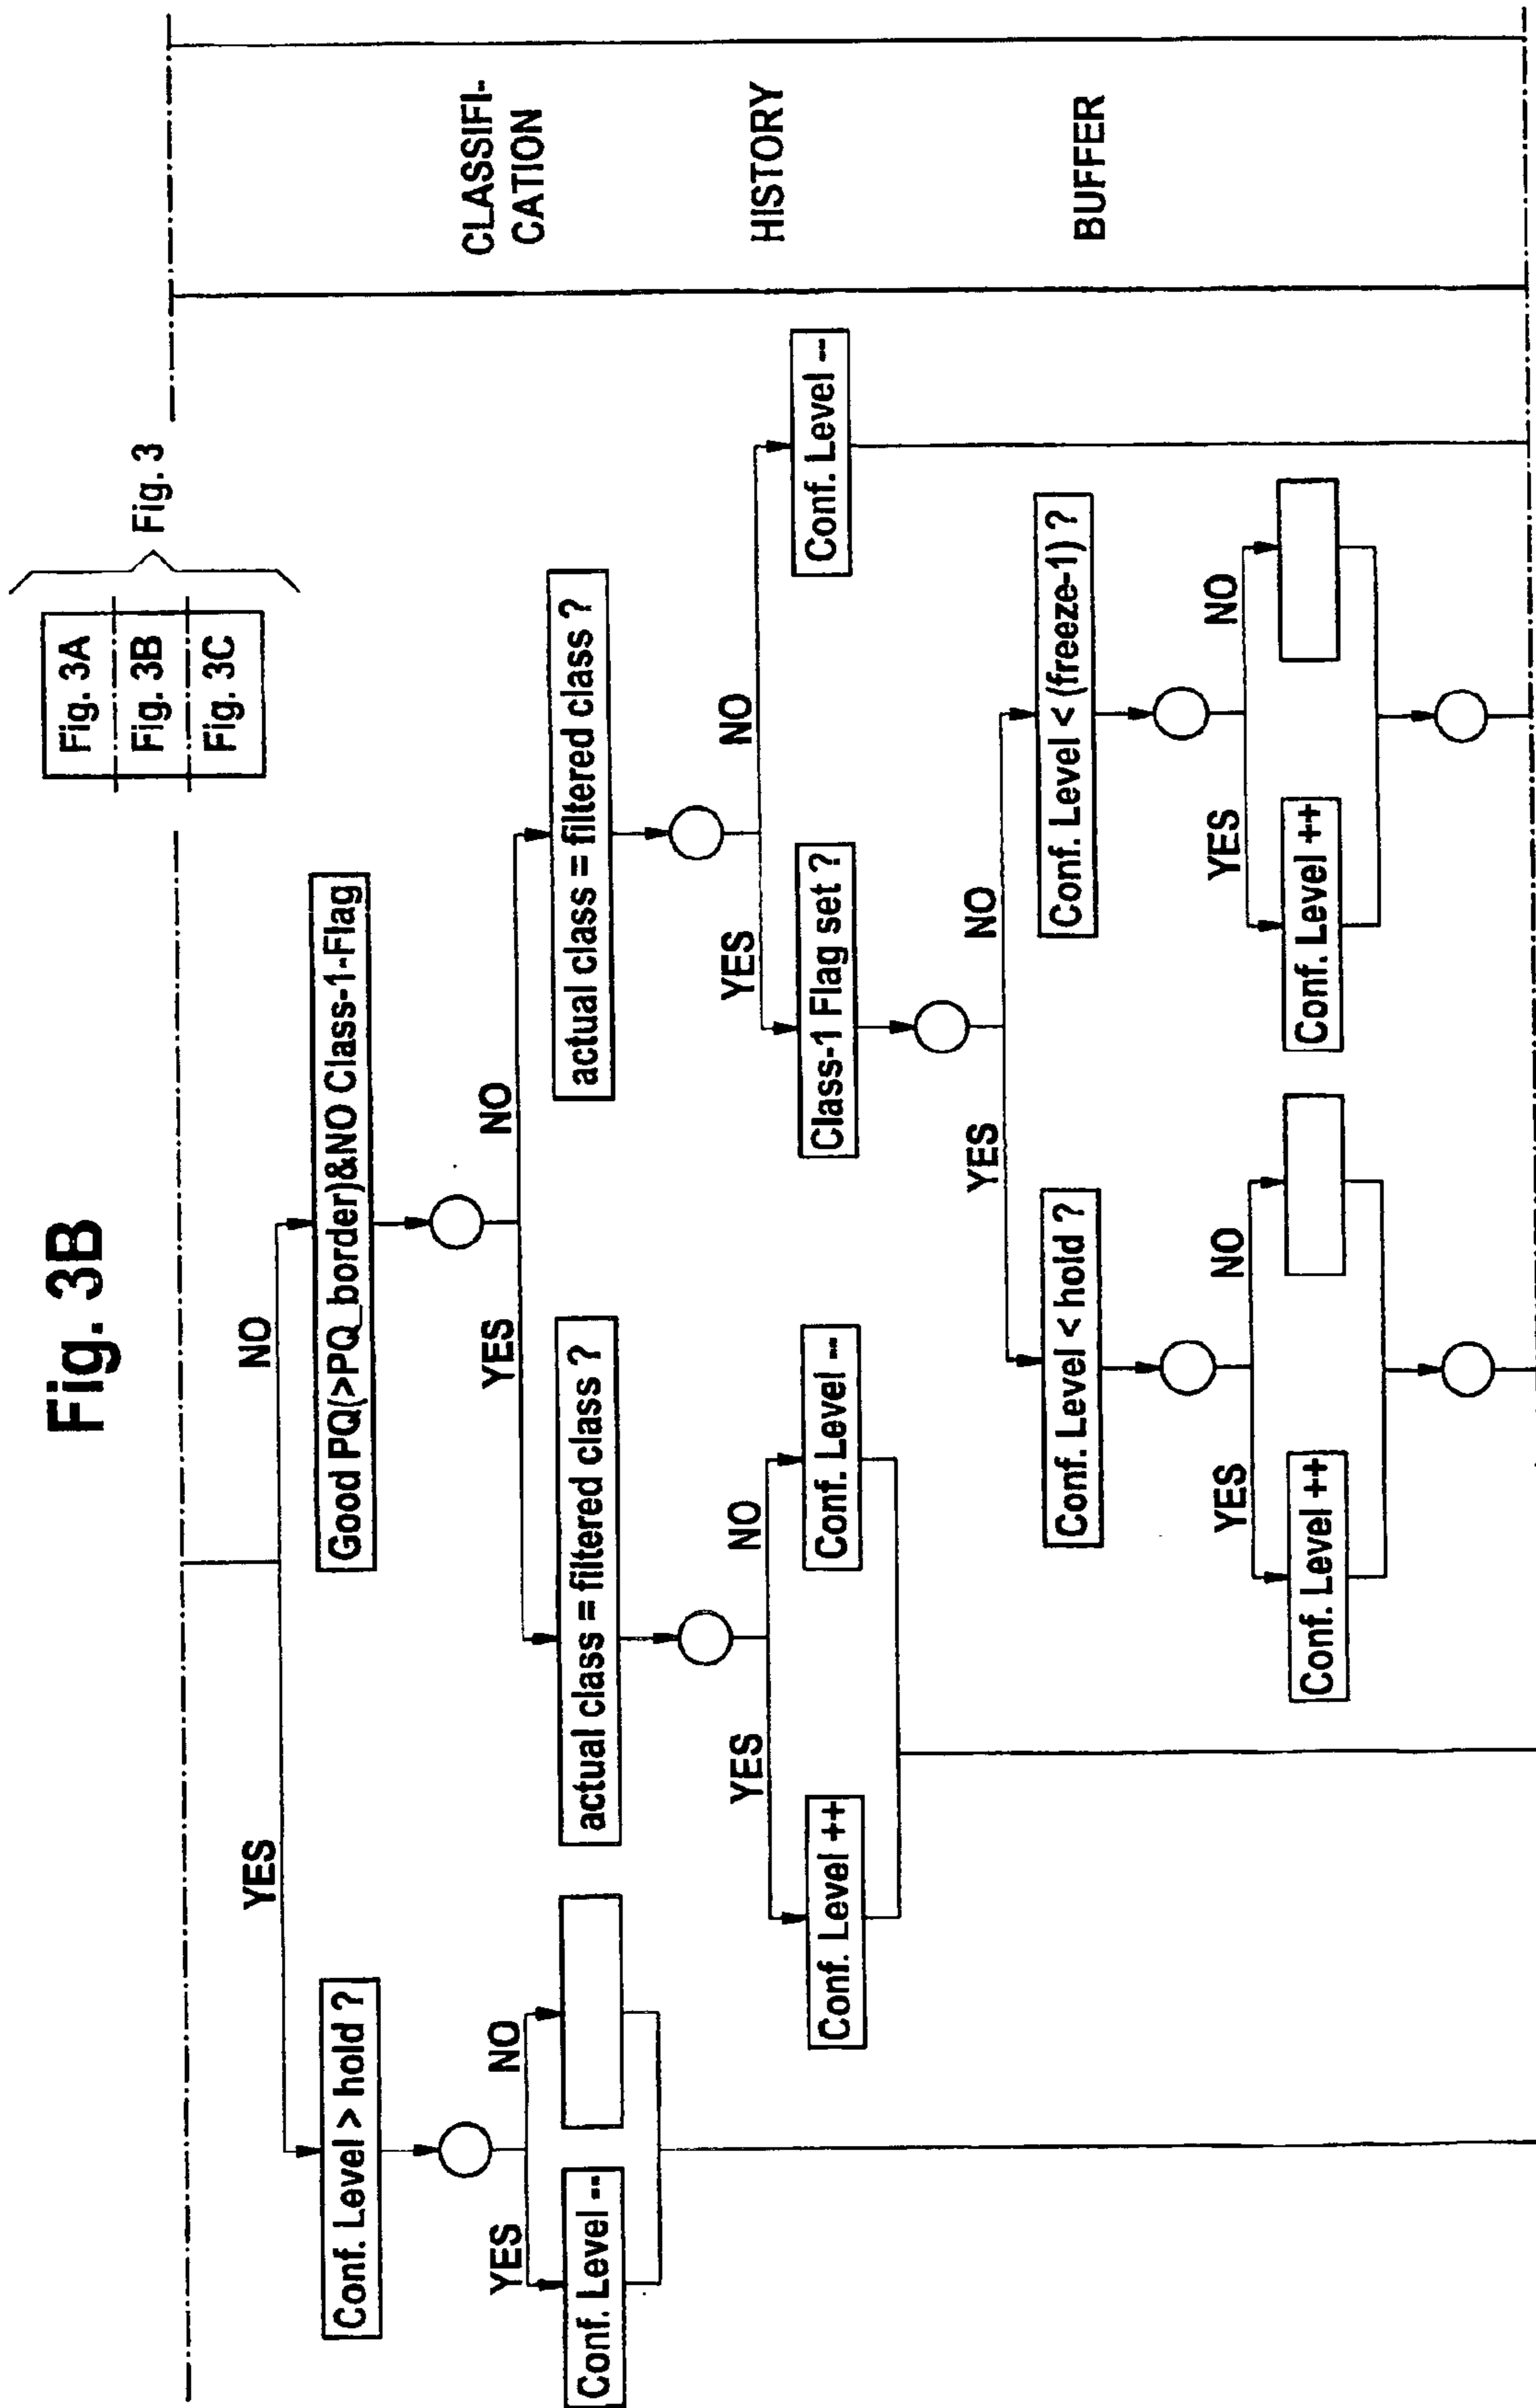 Fig. 3B
Fig. 3A
Fig. 3B
Fig. 3C
Fig. 3
YES
NO
Conf. Level > hold ?
Good PQ(>PQ_border)&NO Class-1-Flag
YES
NO
YES
NO
Conf. Level --
actual class = filtered class ?
actual class = filtered class ?
CLASSIFI-
CATION
YES
NO
YES
NO
Conf. Level ++
Conf. Level --
Class-1 Flag set ?
Conf. Level --
HISTORY
YES
NO
Conf. Level < hold ?
Conf. Level < (freeze-1) ?
BUFFER
YES
NO
YES
NO
Conf. Level ++
Conf. Level ++